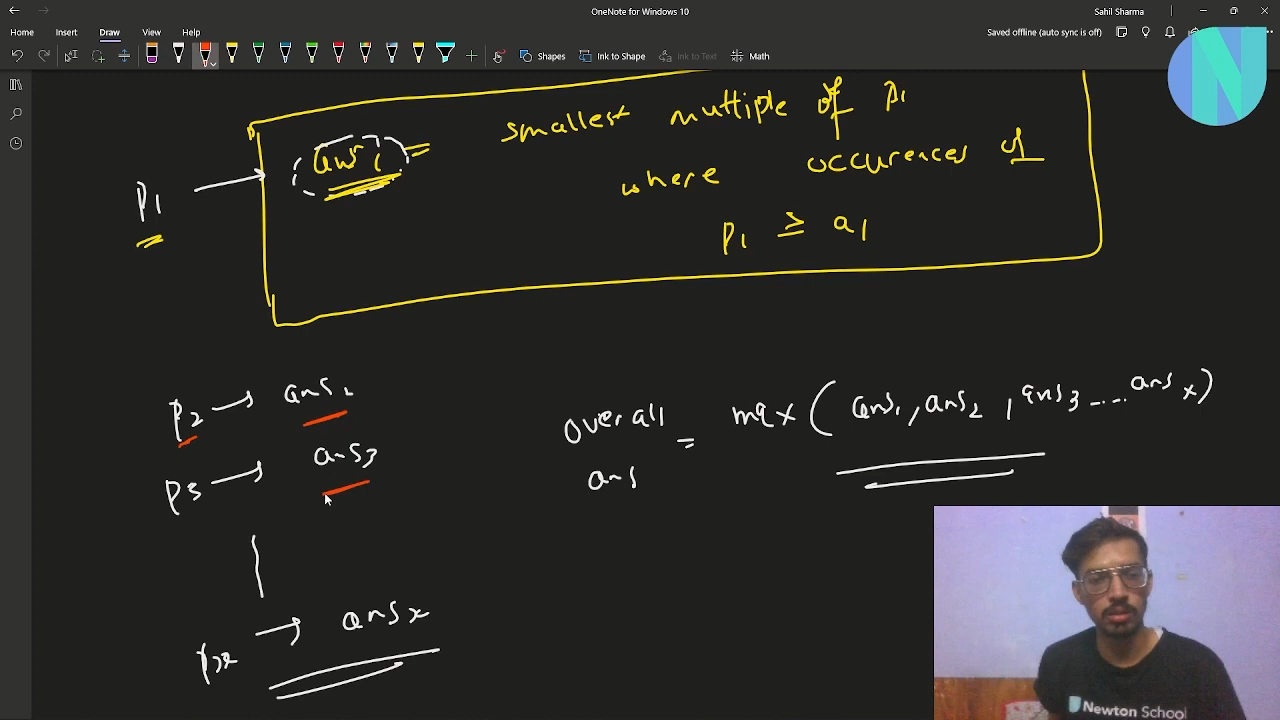 OneNote for Windows 10
Sahil Sharma
Home Insert Draw View Help
Saved offline (auto sync is off)
Shapes Ink to Shape Ink to Text Math
ans1 = smallest multiple of p1
p1 where occurences of
p1 ≥ a1
p2 → ans2
Overall ans = max ( ans1, ans2, ans3 .... ansx )
p3 → ans3
px → ansx
N
Newton School